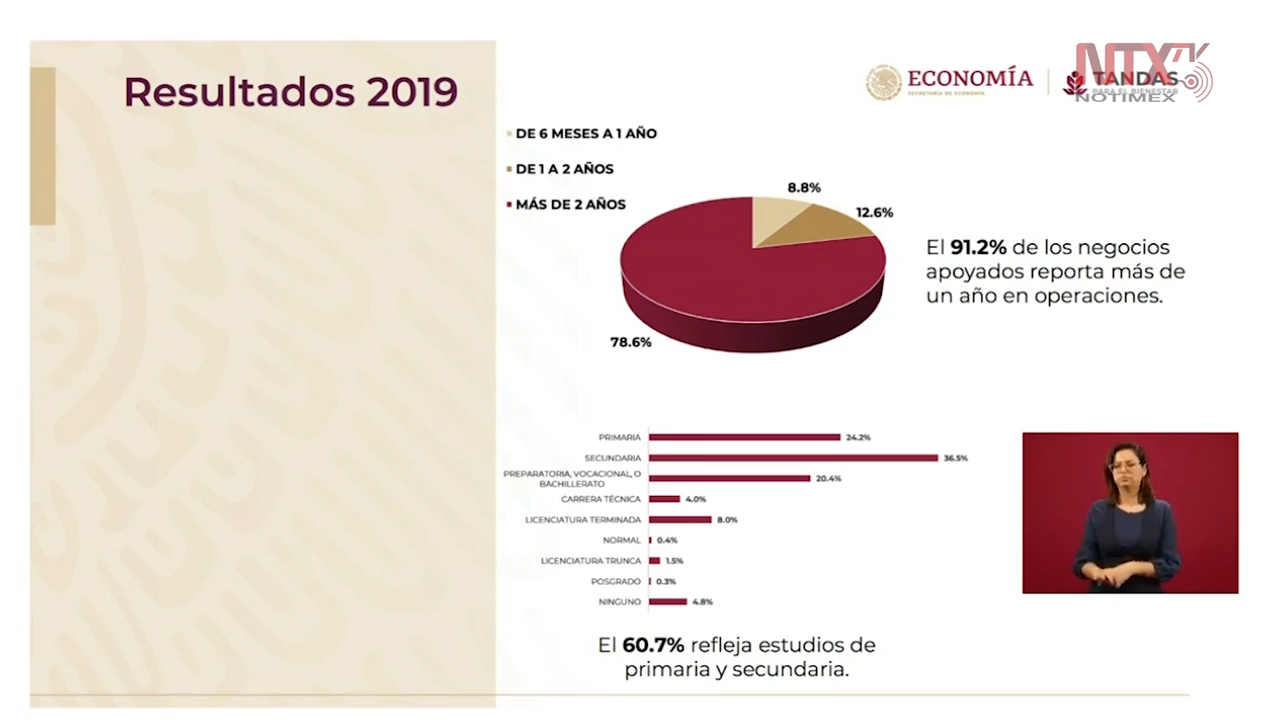 Resultados 2019
ECONOMÍA
SECRETARÍA DE ECONOMÍA
TANDAS
PARA EL BIENESTAR
NTX
NOTIMEX
DE 6 MESES A 1 AÑO
DE 1 A 2 AÑOS
MÁS DE 2 AÑOS
8.8%
12.6%
78.6%
El 91.2% de los negocios
apoyados reporta más de
un año en operaciones.
PRIMARIA 24.2%
SECUNDARIA 36.5%
PREPARATORIA, VOCACIONAL, O
BACHILLERATO 20.4%
CARRERA TÉCNICA 4.0%
LICENCIATURA TERMINADA 8.0%
NORMAL 0.4%
LICENCIATURA TRUNCA 1.5%
POSGRADO 0.3%
NINGUNO 4.8%
El 60.7% refleja estudios de
primaria y secundaria.